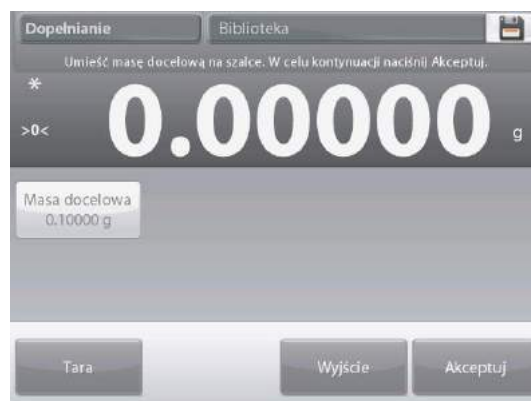 Dopełnianie Biblioteka
Umieść masę docelową na szalce. W celu kontynuacji naciśnij Akceptuj.
*
>0< 0.00000 g
Masa docelowa
0.10000 g
Tara Wyjście Akceptuj